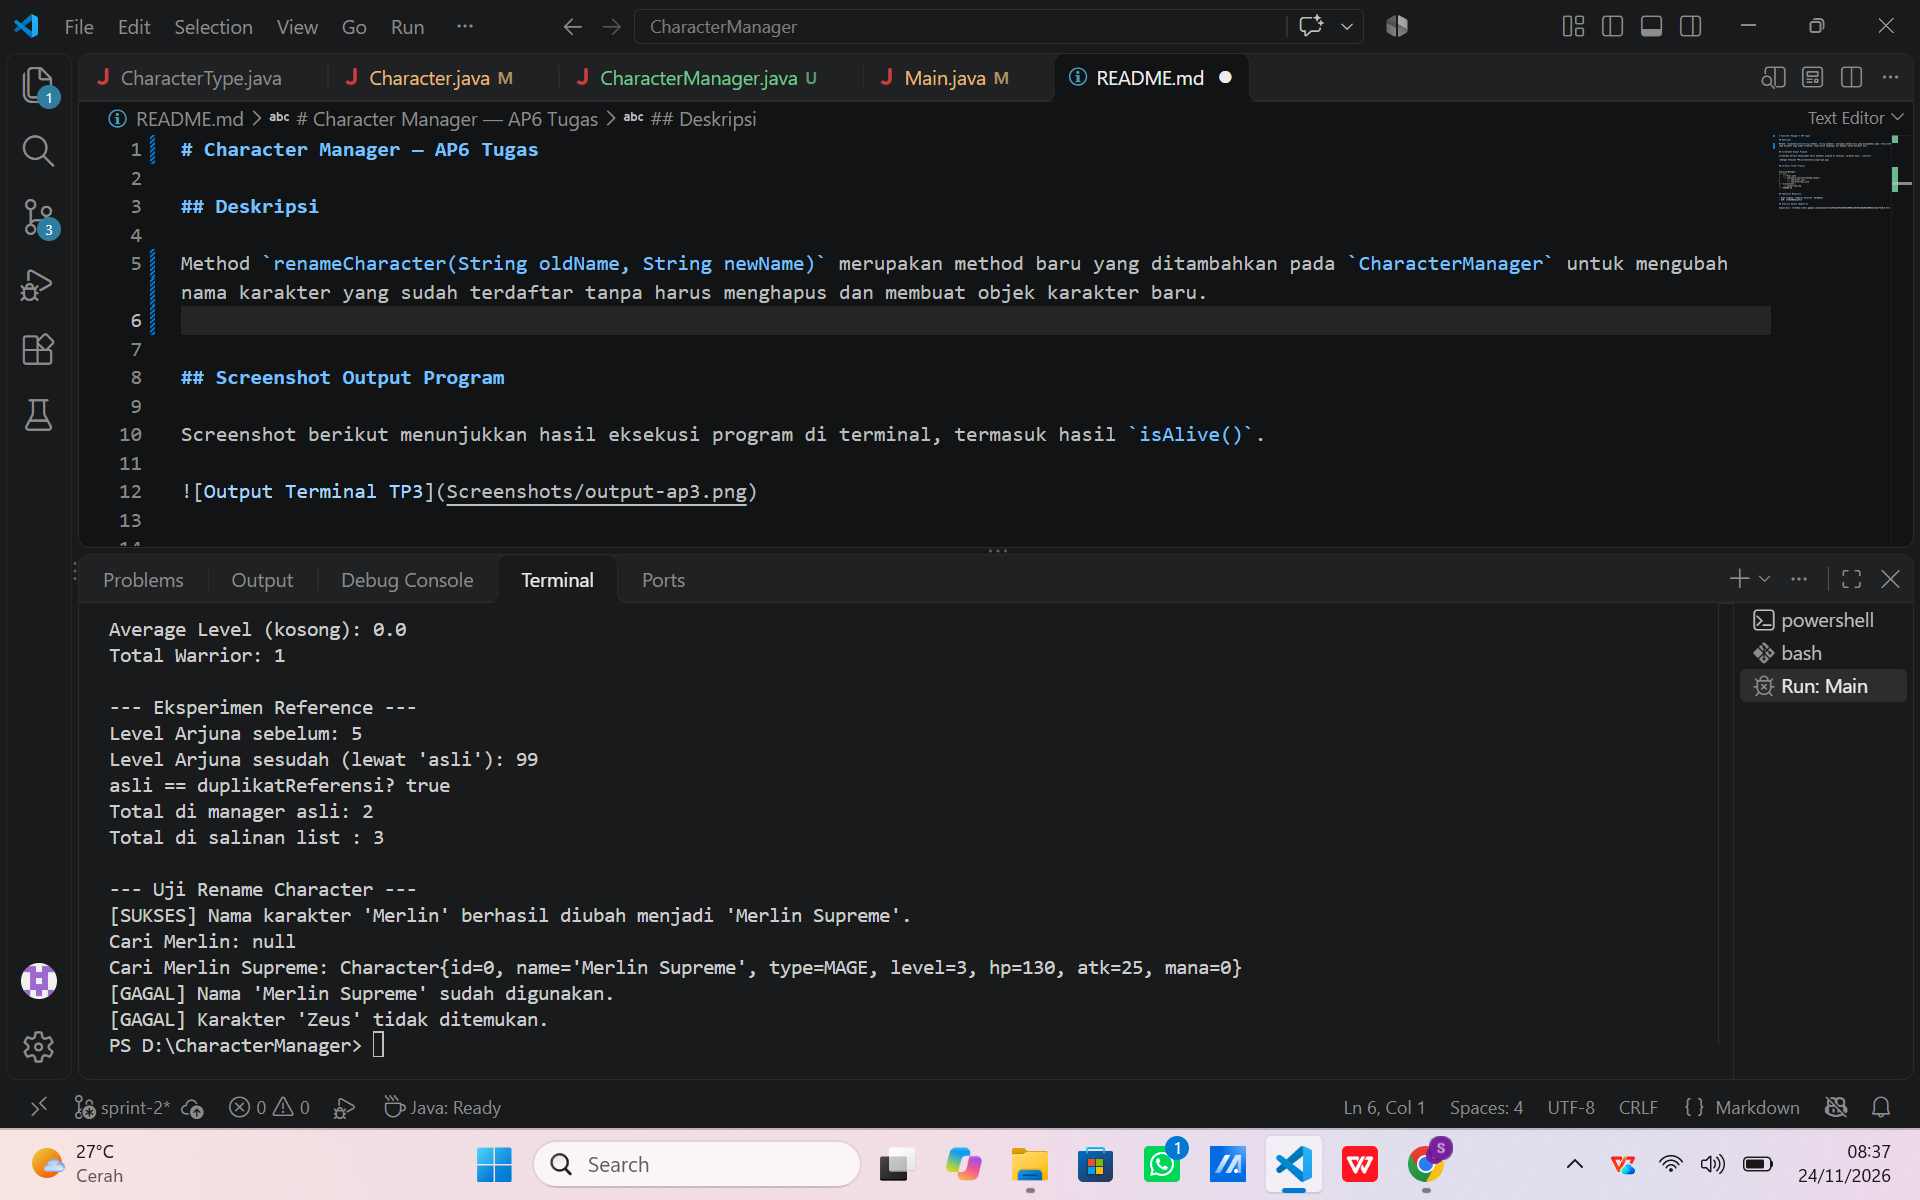 File Edit Selection View Go Run ···
CharacterManager
CharacterType.java
Character.java M
CharacterManager.java U
Main.java M
README.md
README.md > # Character Manager — AP6 Tugas > ## Deskripsi
Text Editor
1 # Character Manager — AP6 Tugas
2
3 ## Deskripsi
4
5 Method `renameCharacter(String oldName, String newName)` merupakan method baru yang ditambahkan pada `CharacterManager` untuk mengubah
nama karakter yang sudah terdaftar tanpa harus menghapus dan membuat objek karakter baru.
6
7
8 ## Screenshot Output Program
9
10 Screenshot berikut menunjukkan hasil eksekusi program di terminal, termasuk hasil `isAlive()`.
11
12 ![Output Terminal TP3](Screenshots/output-ap3.png)
13
14
1
3
Problems Output Debug Console Terminal Ports
Average Level (kosong): 0.0
Total Warrior: 1
--- Eksperimen Reference ---
Level Arjuna sebelum: 5
Level Arjuna sesudah (lewat 'asli'): 99
asli == duplikatReferensi? true
Total di manager asli: 2
Total di salinan list : 3
--- Uji Rename Character ---
[SUKSES] Nama karakter 'Merlin' berhasil diubah menjadi 'Merlin Supreme'.
Cari Merlin: null
Cari Merlin Supreme: Character{id=0, name='Merlin Supreme', type=MAGE, level=3, hp=130, atk=25, mana=0}
[GAGAL] Nama 'Merlin Supreme' sudah digunakan.
[GAGAL] Karakter 'Zeus' tidak ditemukan.
PS D:\CharacterManager>
powershell
bash
Run: Main
sprint-2* 0 0 Java: Ready
Ln 6, Col 1 Spaces: 4 UTF-8 CRLF { } Markdown
27°C
Cerah
Search
1
S
08:37
24/11/2026